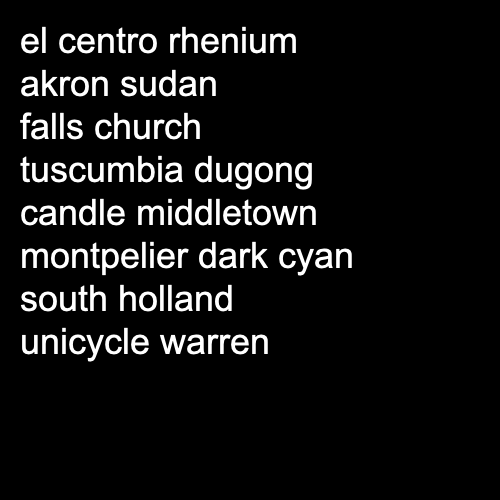 el centro rhenium
akron sudan
falls church
tuscumbia dugong
candle middletown
montpelier dark cyan
south holland
unicycle warren